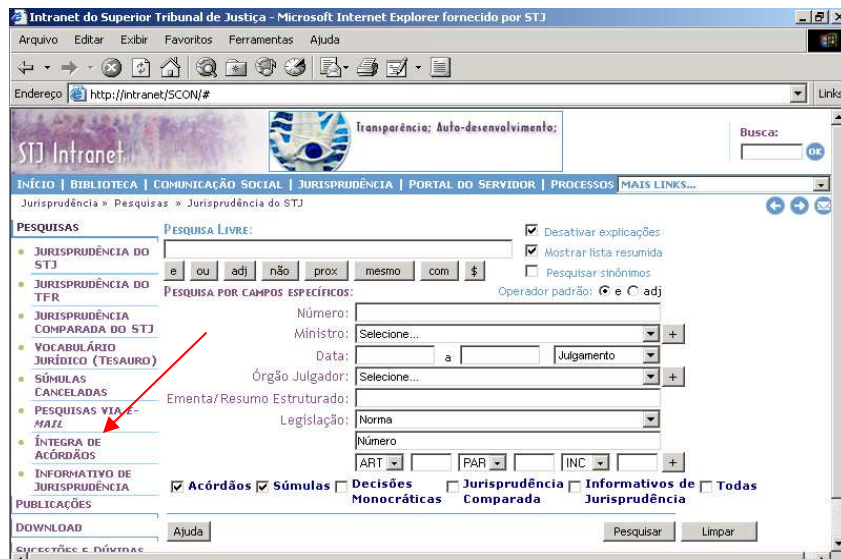 Intranet do Superior Tribunal de Justiça - Microsoft Internet Explorer fornecido por STJ
Arquivo Editar Exibir Favoritos Ferramentas Ajuda
Endereço http://intranet/SCON/# Links
STJ Intranet
Transparência; Auto-desenvolvimento;
Busca:
OK
INÍCIO | BIBLIOTECA | COMUNICAÇÃO SOCIAL | JURISPRUDÊNCIA | PORTAL DO SERVIDOR | PROCESSOS MAIS LINKS...
Jurisprudência » Pesquisas » Jurisprudência do STJ
PESQUISAS
JURISPRUDÊNCIA DO
STJ
JURISPRUDÊNCIA DO
TFR
JURISPRUDÊNCIA
COMPARADA DO STJ
VOCABULÁRIO
JURÍDICO (TESAURO)
SÚMULAS
CANCELADAS
PESQUISAS VIA E-
MAIL
ÍNTEGRA DE
ACÓRDÃOS
INFORMATIVO DE
JURISPRUDÊNCIA
PUBLICAÇÕES
DOWNLOAD
SUGESTÕES E DÚVIDAS
PESQUISA LIVRE:
Desativar explicações
Mostrar lista resumida
Pesquisar sinônimos
e ou adj não prox mesmo com $
PESQUISA POR CAMPOS ESPECÍFICOS: Operador padrão: e adj
Número:
Ministro: Selecione... +
Data: a Julgamento
Órgão Julgador: Selecione... +
Ementa/Resumo Estruturado:
Legislação: Norma
Número
ART PAR INC +
Acórdãos Súmulas Decisões Jurisprudência Informativos de Todas
Monocráticas Comparada Jurisprudência
Ajuda Pesquisar Limpar